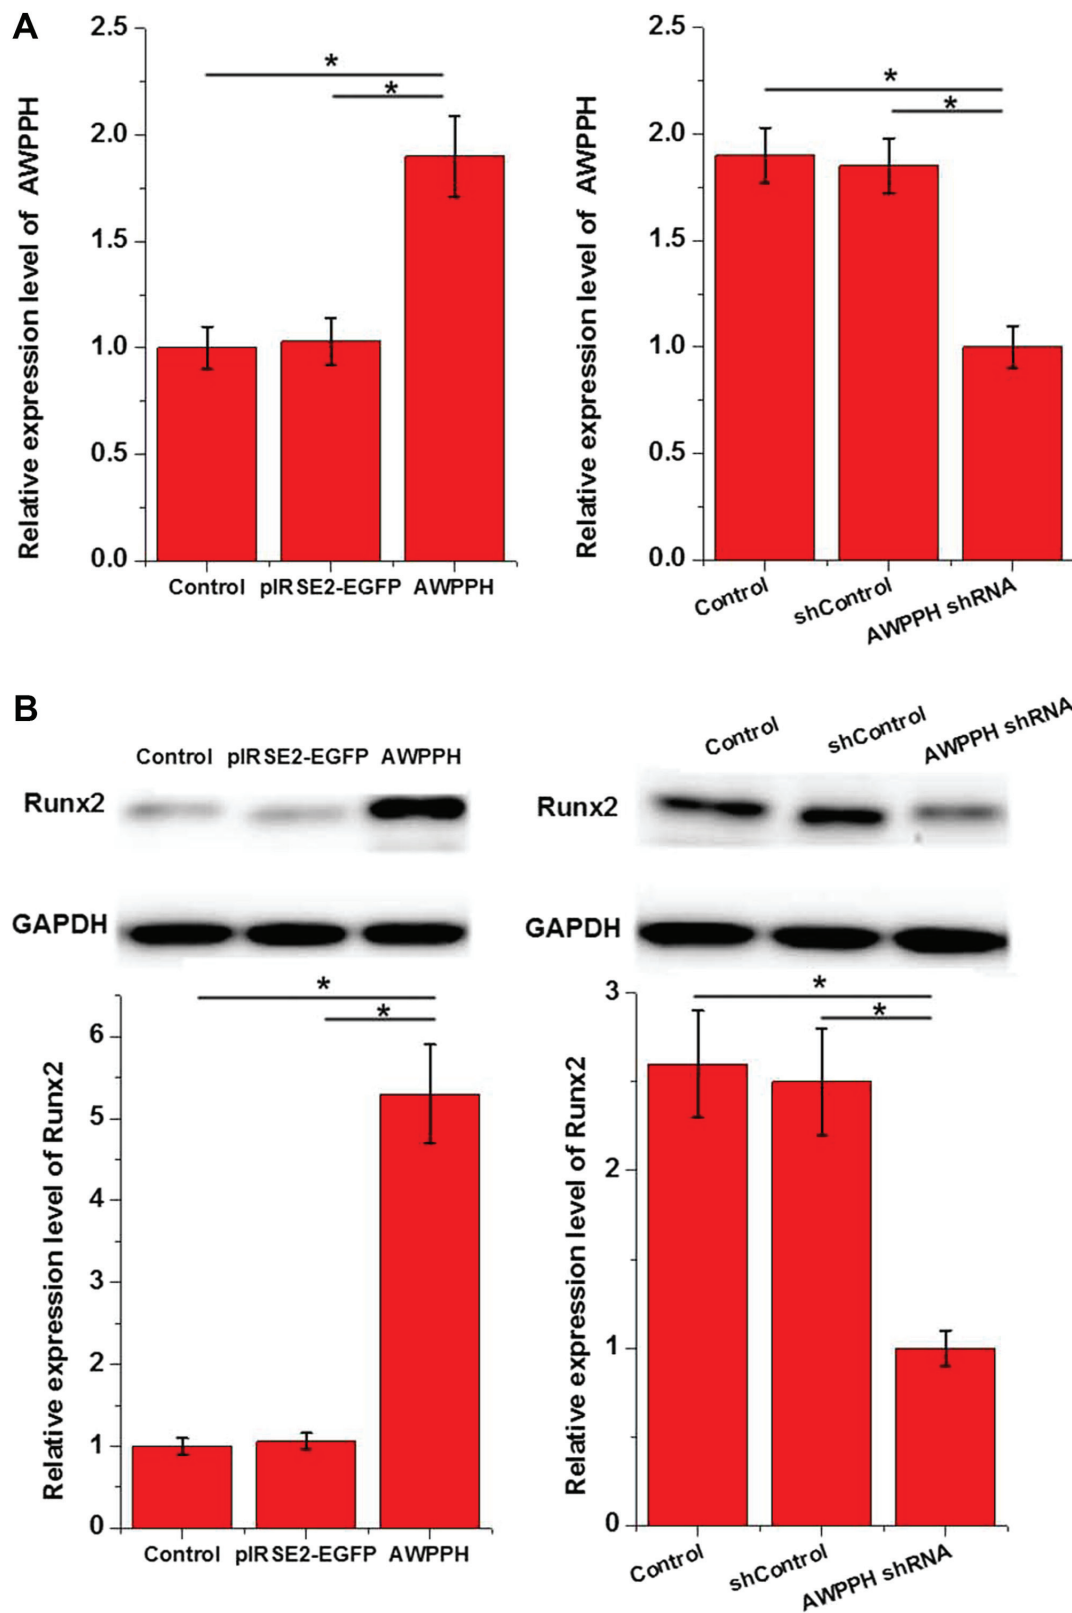 A
Relative expression level of AWPPH
2.5
2.0
1.5
1.0
0.5
0.0
*
*
Control pIRSE2-EGFP AWPPH
Relative expression level of AWPPH
2.5
2.0
1.5
1.0
0.5
0.0
*
*
Control
shControl
AWPPH shRNA
B
Control pIRSE2-EGFP AWPPH
Runx2
GAPDH
Control
shControl
AWPPH shRNA
Runx2
GAPDH
Relative expression level of Runx2
6
5
4
3
2
1
0
*
*
Control pIRSE2-EGFP AWPPH
Relative expression level of Runx2
3
2
1
0
*
*
Control
shControl
AWPPH shRNA